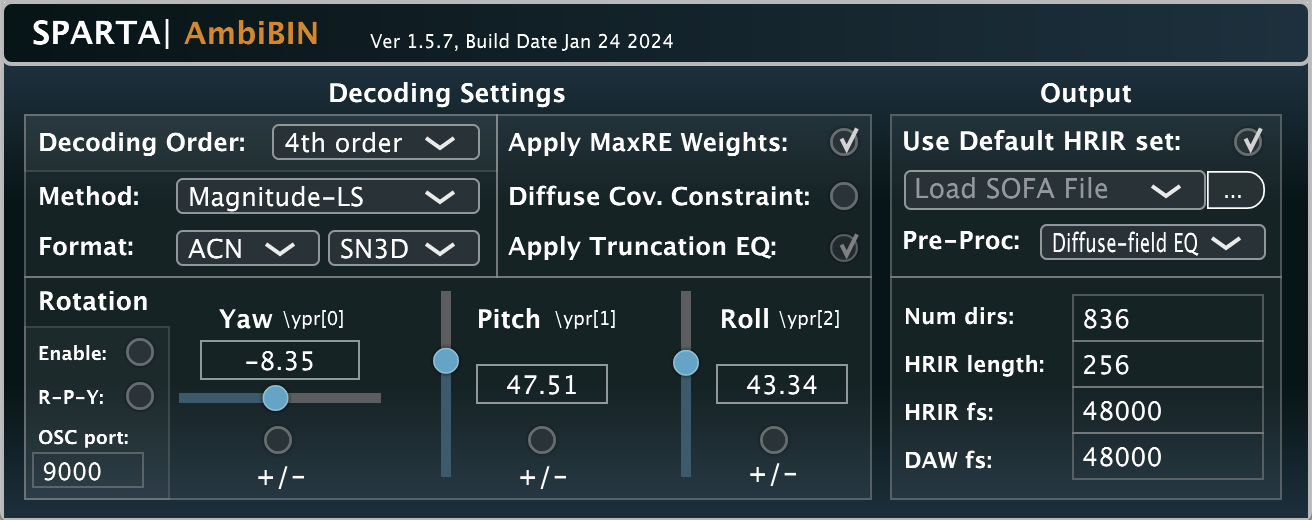 SPARTA| AmbiBIN Ver 1.5.7, Build Date Jan 24 2024
Decoding Settings
Decoding Order: 4th order
Method: Magnitude-LS
Format: ACN SN3D
Apply MaxRE Weights:
Diffuse Cov. Constraint:
Apply Truncation EQ:
Output
Use Default HRIR set:
Load SOFA File ...
Pre-Proc: Diffuse-field EQ
Rotation
Enable:
R-P-Y:
OSC port:
9000
Yaw \ypr[0]
-8.35
+/-
Pitch \ypr[1]
47.51
+/-
Roll \ypr[2]
43.34
+/-
Num dirs: 836
HRIR length: 256
HRIR fs: 48000
DAW fs: 48000